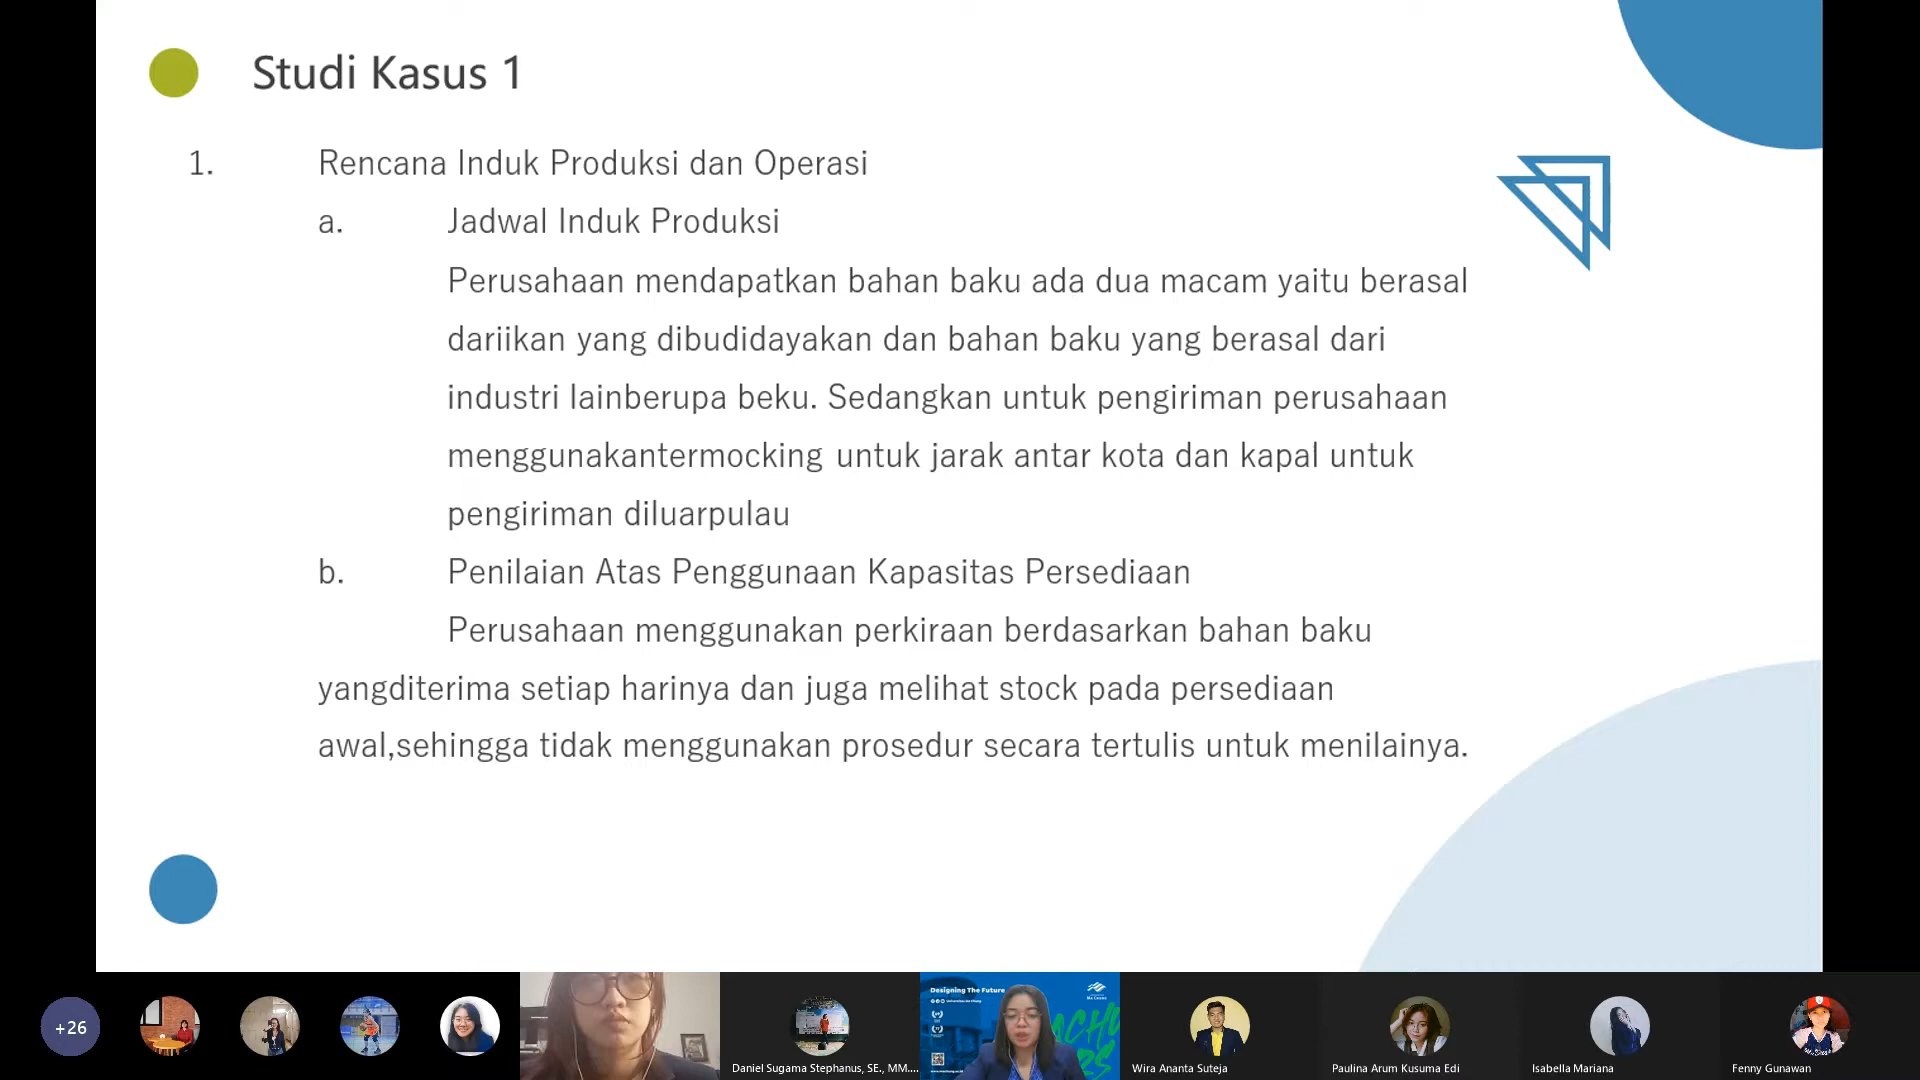 Studi Kasus 1
1. Rencana Induk Produksi dan Operasi
a. Jadwal Induk Produksi
Perusahaan mendapatkan bahan baku ada dua macam yaitu berasal
dariikan yang dibudidayakan dan bahan baku yang berasal dari
industri lainberupa beku. Sedangkan untuk pengiriman perusahaan
menggunakantermocking untuk jarak antar kota dan kapal untuk
pengiriman diluarpulau
b. Penilaian Atas Penggunaan Kapasitas Persediaan
Perusahaan menggunakan perkiraan berdasarkan bahan baku
yangditerima setiap harinya dan juga melihat stock pada persediaan
awal,sehingga tidak menggunakan prosedur secara tertulis untuk menilainya.
+26
Designing The Future
Universitas Ma Chung
MA CHUNG
Daniel Sugama Stephanus, SE., MM....
Wira Ananta Suteja
Paulina Arum Kusuma Edi
Isabella Mariana
Fenny Gunawan